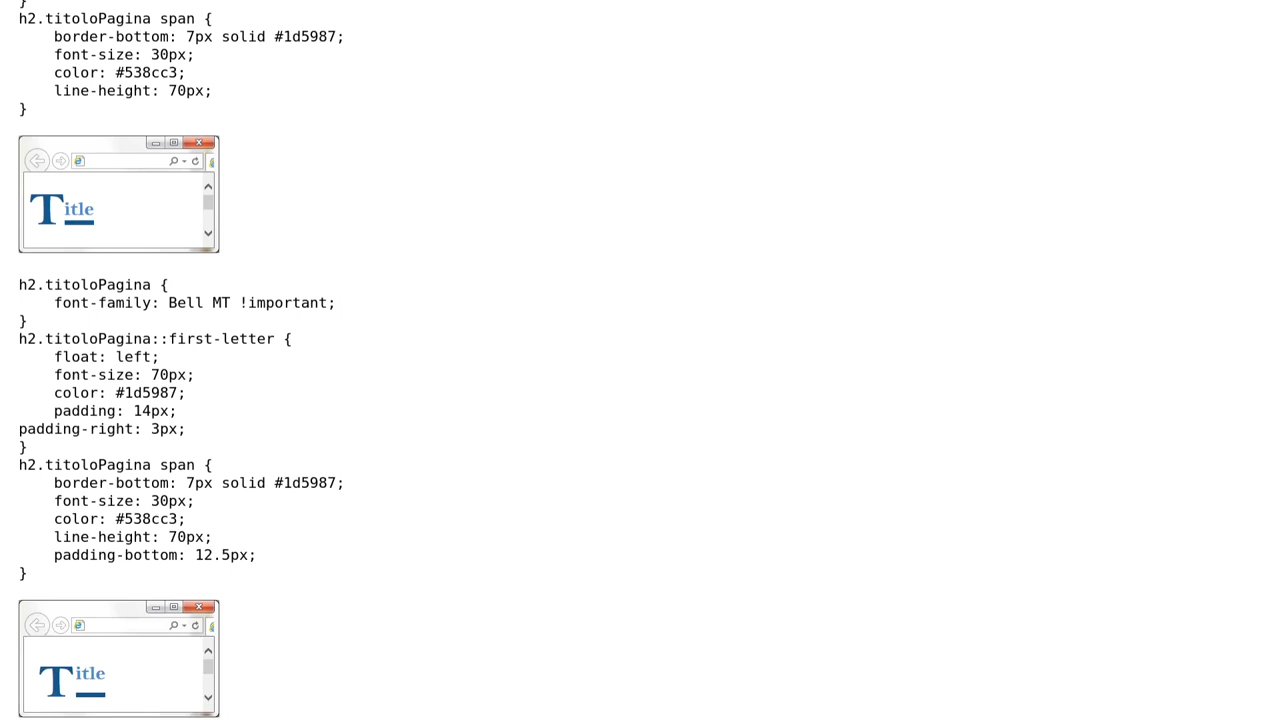 }
h2.titoloPagina span {
    border-bottom: 7px solid #1d5987;
    font-size: 30px;
    color: #538cc3;
    line-height: 70px;
}
Title
h2.titoloPagina {
    font-family: Bell MT !important;
}
h2.titoloPagina::first-letter {
    float: left;
    font-size: 70px;
    color: #1d5987;
    padding: 14px;
padding-right: 3px;
}
h2.titoloPagina span {
    border-bottom: 7px solid #1d5987;
    font-size: 30px;
    color: #538cc3;
    line-height: 70px;
    padding-bottom: 12.5px;
}
Title